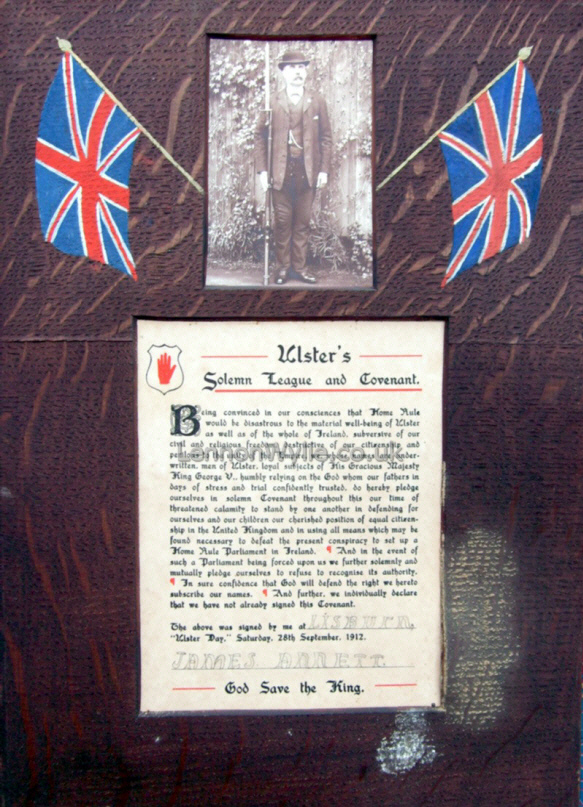 Ulster's
Solemn League and Covenant.
Being convinced in our consciences that Home Rule
would be disastrous to the material well-being of Ulster
as well as of the whole of Ireland, subversive of our
civil and religious freedom, destructive of our citizenship and
perilous to the unity of the Empire, we, whose names are under-
written, men of Ulster, loyal subjects of His Gracious Majesty
King George V., humbly relying on the God whom our fathers in
days of stress and trial confidently trusted, do hereby pledge
ourselves in solemn Covenant throughout this our time of
threatened calamity to stand by one another in defending for
ourselves and our children our cherished position of equal citizen-
ship in the United Kingdom and in using all means which may be
found necessary to defeat the present conspiracy to set up a
Home Rule Parliament in Ireland. ¶ And in the event of
such a Parliament being forced upon us we further solemnly and
mutually pledge ourselves to refuse to recognise its authority.
¶ In sure confidence that God will defend the right we hereto
subscribe our names. ¶ And further, we individually declare
that we have not already signed this Covenant.
The above was signed by me at LISBURN,
"Ulster Day," Saturday, 28th September, 1912.
JAMES ANNETT.
God Save the King.